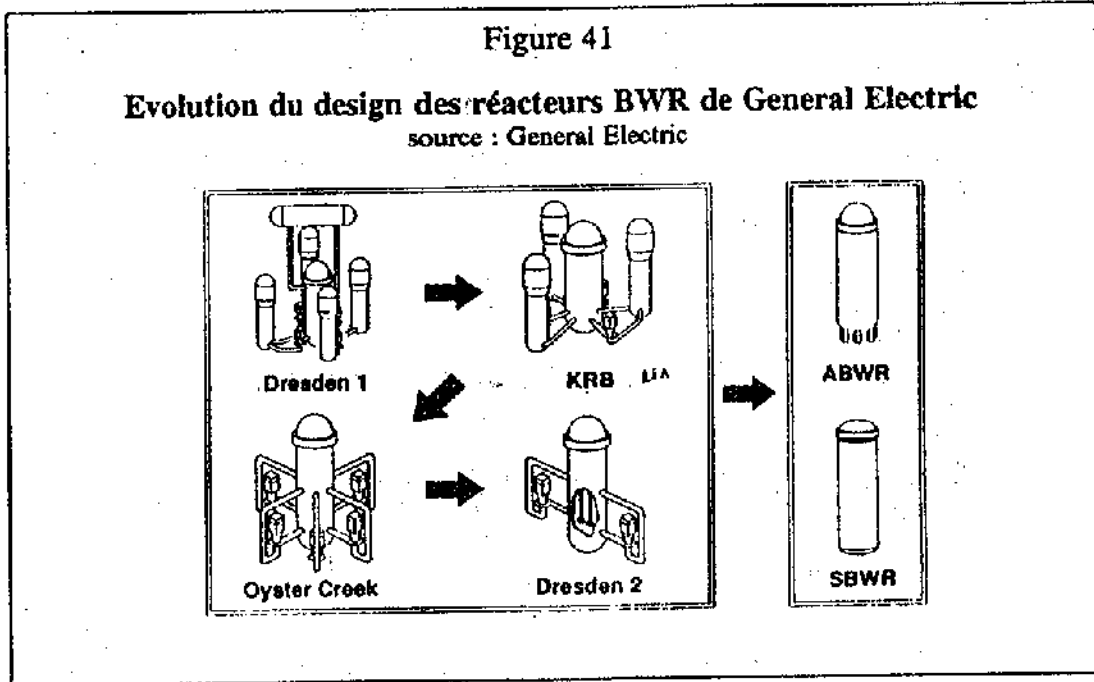 Figure 41
Evolution du design des réacteurs BWR de General Electric
source : General Electric
Dresden 1
KRB
ABWR
Oyster Creek
Dresden 2
SBWR